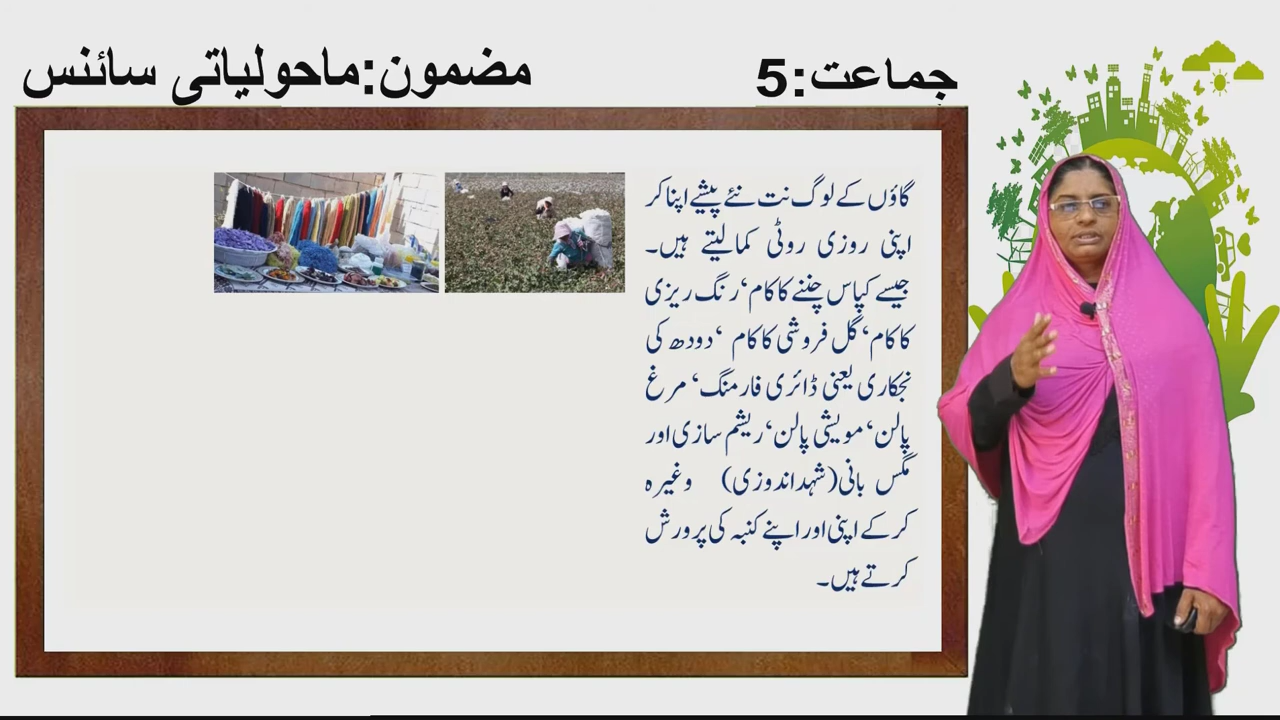 جماعت:5
مضمون:ماحولیاتی سائنس
گاؤں کے لوگ نت نئے پیشے اپنا کر
اپنی روزی روٹی کما لیتے ہیں۔
جیسے کپاس چننے کا کام،رنگ ریزی
کا کام،گل فروشی کا کام ،دودھ کی
نجکاری یعنی ڈائری فارمنگ، مرغ
پالن،مویشی پالن،ریشم سازی اور
مگس بانی(شہد اندوزی) وغیرہ
کر کے اپنی اور اپنے کنبہ کی پرورش
کرتے ہیں۔